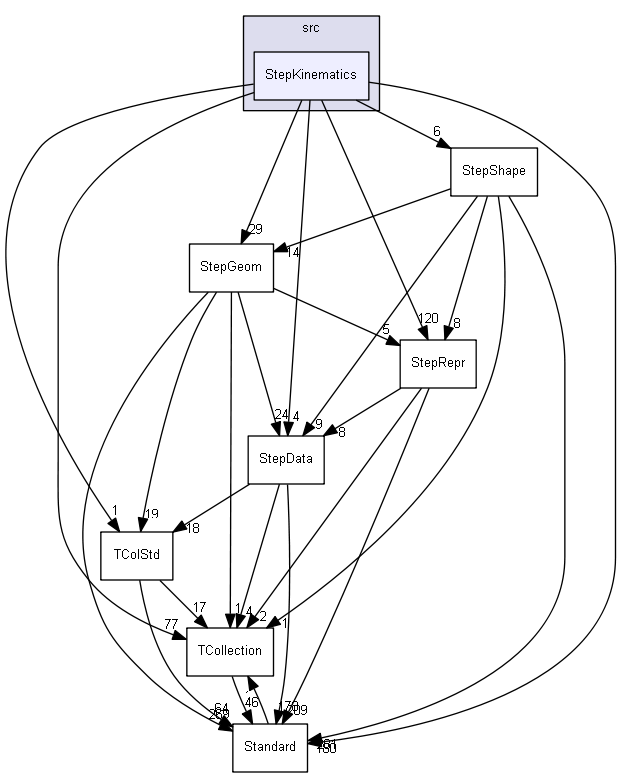 src
StepKinematics
6
StepShape
29
14
StepGeom
5
120
8
StepRepr
24
4
9
8
StepData
1
19
18
TColStd
17
77
1
4
2
1
TCollection
64
46
Standard